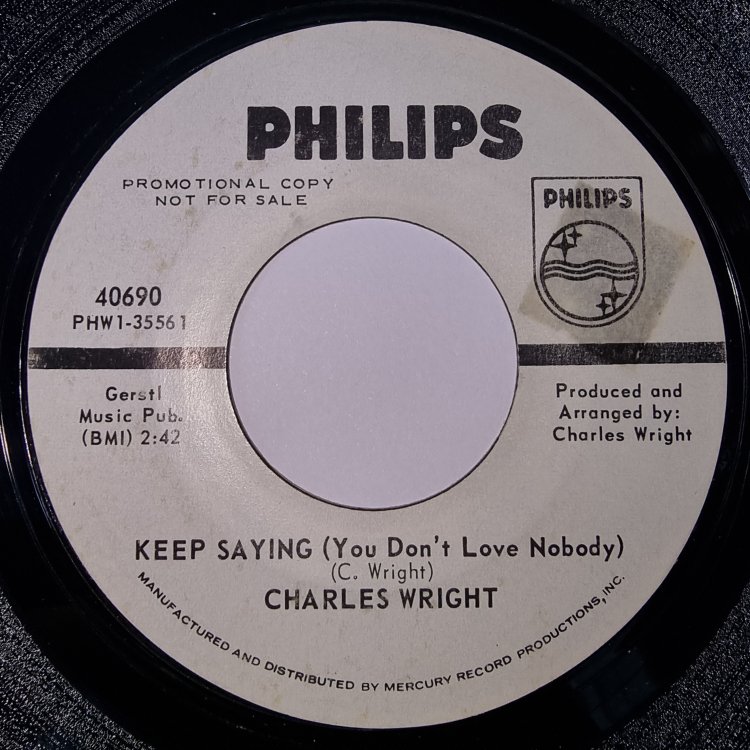 PHILIPS
PROMOTIONAL COPY
NOT FOR SALE
PHILIPS
40690
PHW1-35561
Gerstl
Music Pub.
(BMI) 2:42
Produced and
Arranged by:
Charles Wright
KEEP SAYING (You Don't Love Nobody)
(C. Wright)
CHARLES WRIGHT
MANUFACTURED AND DISTRIBUTED BY MERCURY RECORD PRODUCTIONS, INC.